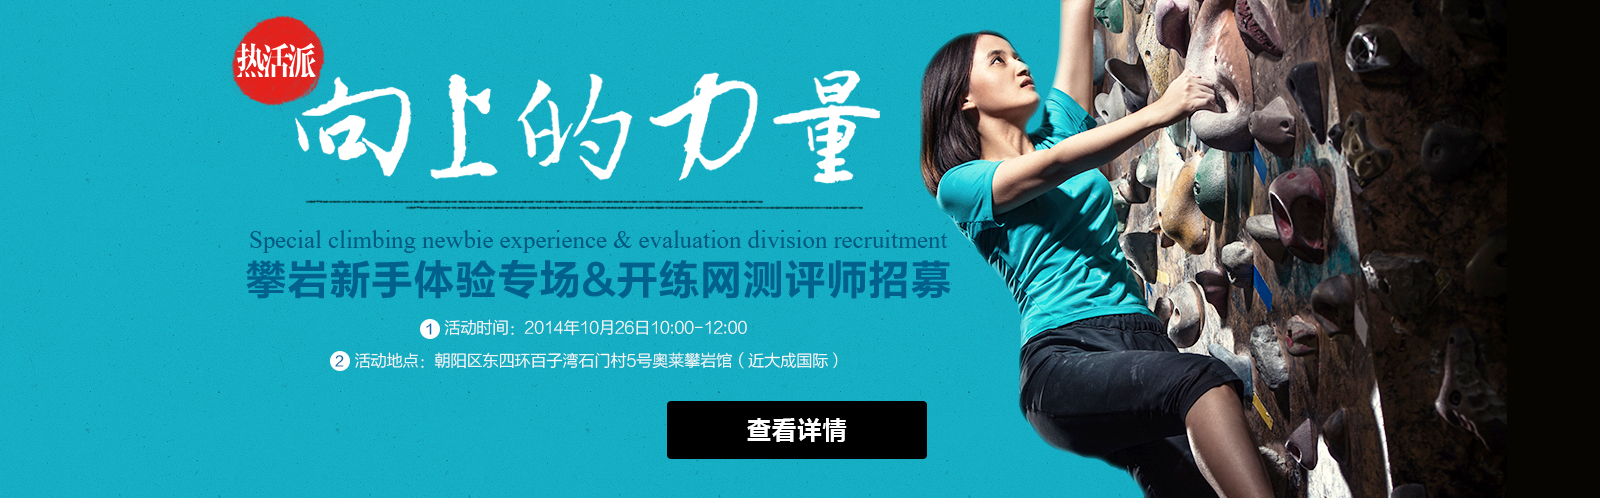 热活派
向上的力量
Special climbing newbie experience & evaluation division recruitment
攀岩新手体验专场&开练网测评师招募
1 活动时间：2014年10月26日10:00-12:00
2 活动地点：朝阳区东四环百子湾石门村5号奥莱攀岩馆（近大成国际）
查看详情